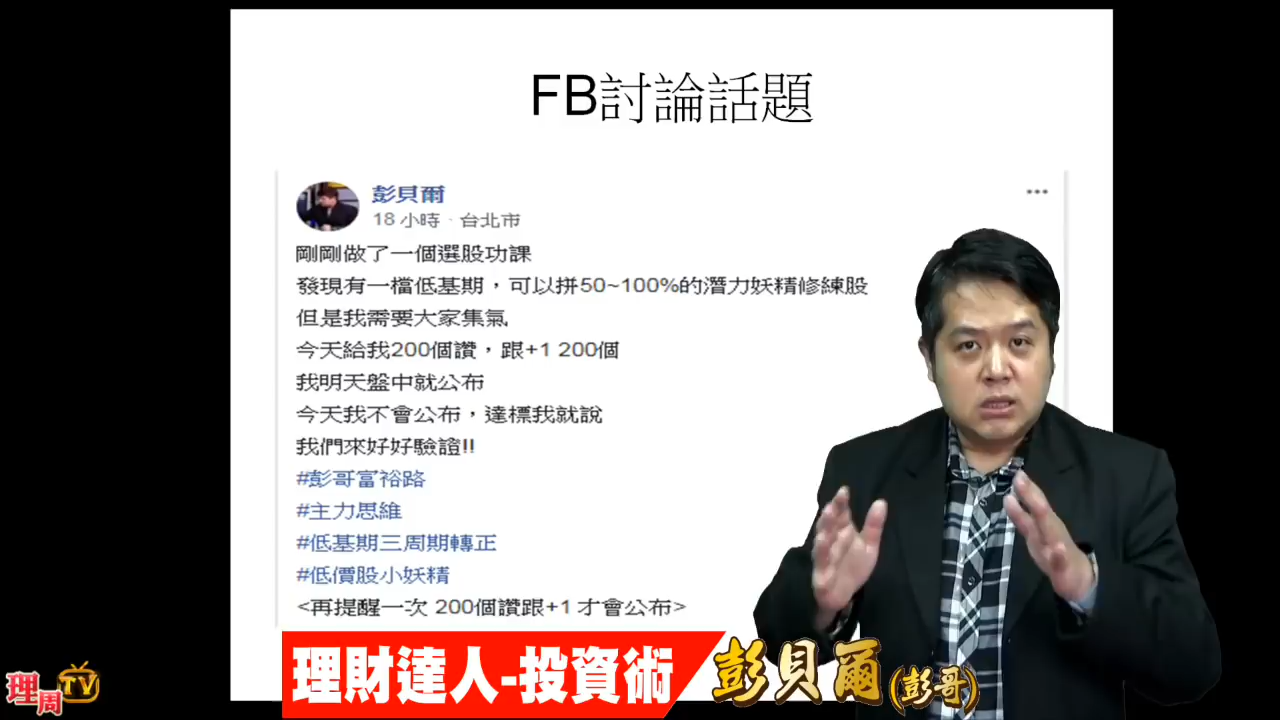 FB討論話題
彭貝爾
18 小時 · 台北市
剛剛做了一個選股功課
發現有一檔低基期，可以拼50~100%的潛力妖精修練股
但是我需要大家集氣
今天給我200個讚，跟+1 200個
我明天盤中就公布
今天我不會公布，達標我就說
我們來好好驗證!!
#彭哥富裕路
#主力思維
#低基期三周期轉正
#低價股小妖精
<再提醒一次 200個讚跟+1 才會公布>
理財達人-投資術
彭貝爾(彭哥)
理周TV